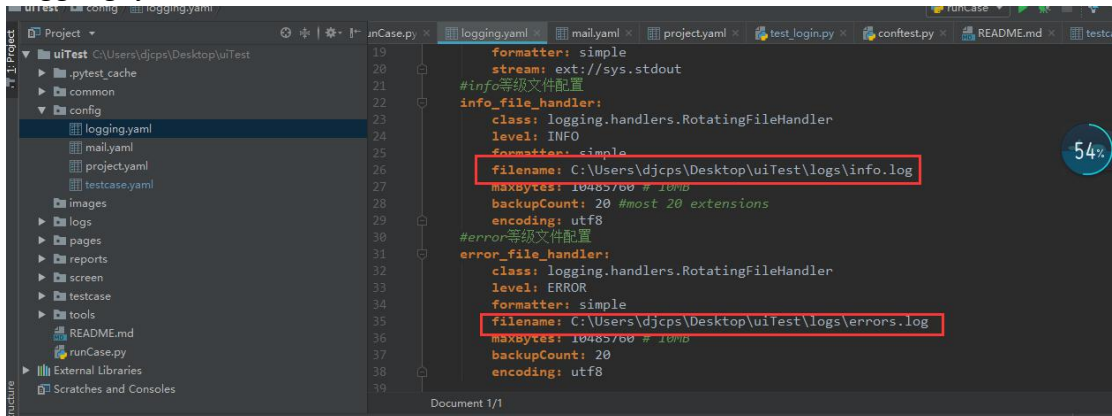 uiTest config logging.yaml runCase
Project
unCase.py logging.yaml mail.yaml project.yaml test_login.py conftest.py README.md testc
1: Project
uiTest C:\Users\djcps\Desktop\uiTest
.pytest_cache
common
config
logging.yaml
mail.yaml
project.yaml
testcase.yaml
images
logs
pages
reports
screen
testcase
tools
README.md
runCase.py
External Libraries
Scratches and Consoles
19 formatter: simple
20 stream: ext://sys.stdout
21 #info等级文件配置
22 info_file_handler:
23 class: logging.handlers.RotatingFileHandler
24 level: INFO
25 formatter: simple
26 filename: C:\Users\djcps\Desktop\uiTest\logs\info.log
27 maxBytes: 10485760 # 10MB
28 backupCount: 20 #most 20 extensions
29 encoding: utf8
30 #error等级文件配置
31 error_file_handler:
32 class: logging.handlers.RotatingFileHandler
33 level: ERROR
34 formatter: simple
35 filename: C:\Users\djcps\Desktop\uiTest\logs\errors.log
36 maxBytes: 10485760 # 10MB
37 backupCount: 20
38 encoding: utf8
39
Document 1/1
54%